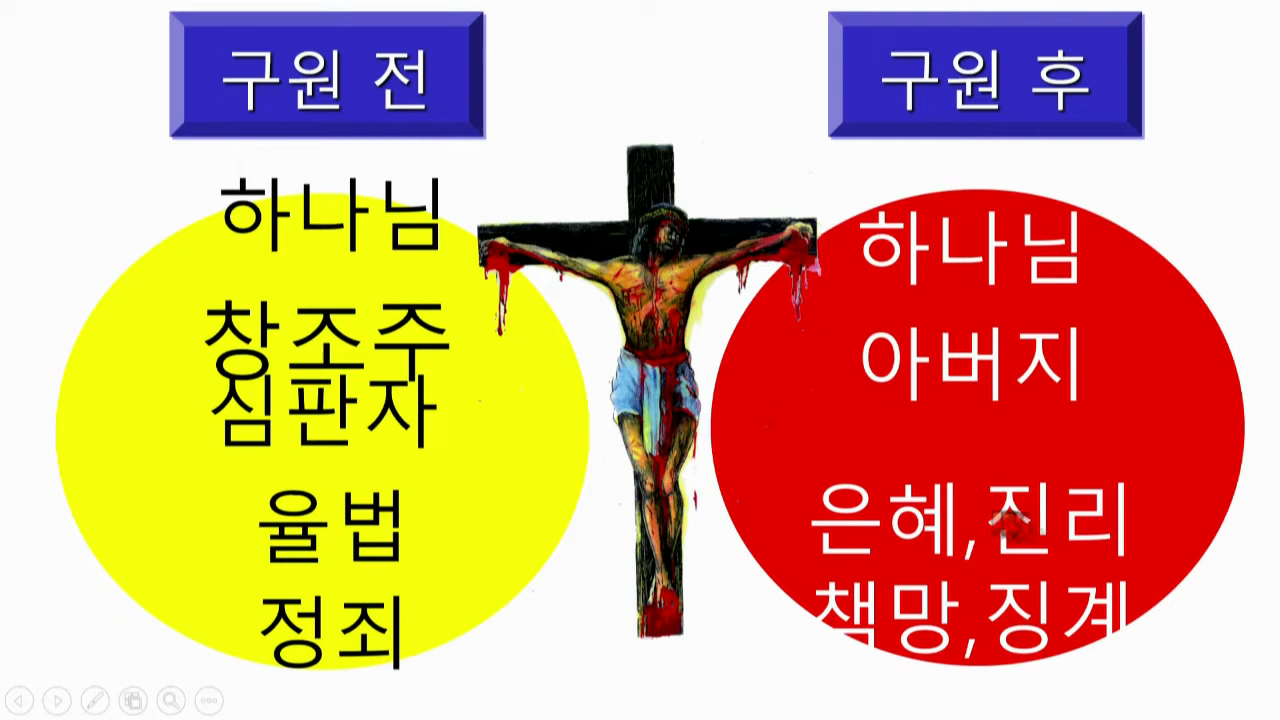 구원 전
하나님
창조주
심판자
율법
정죄
구원 후
하나님
아버지
은혜,진리
책망,징계